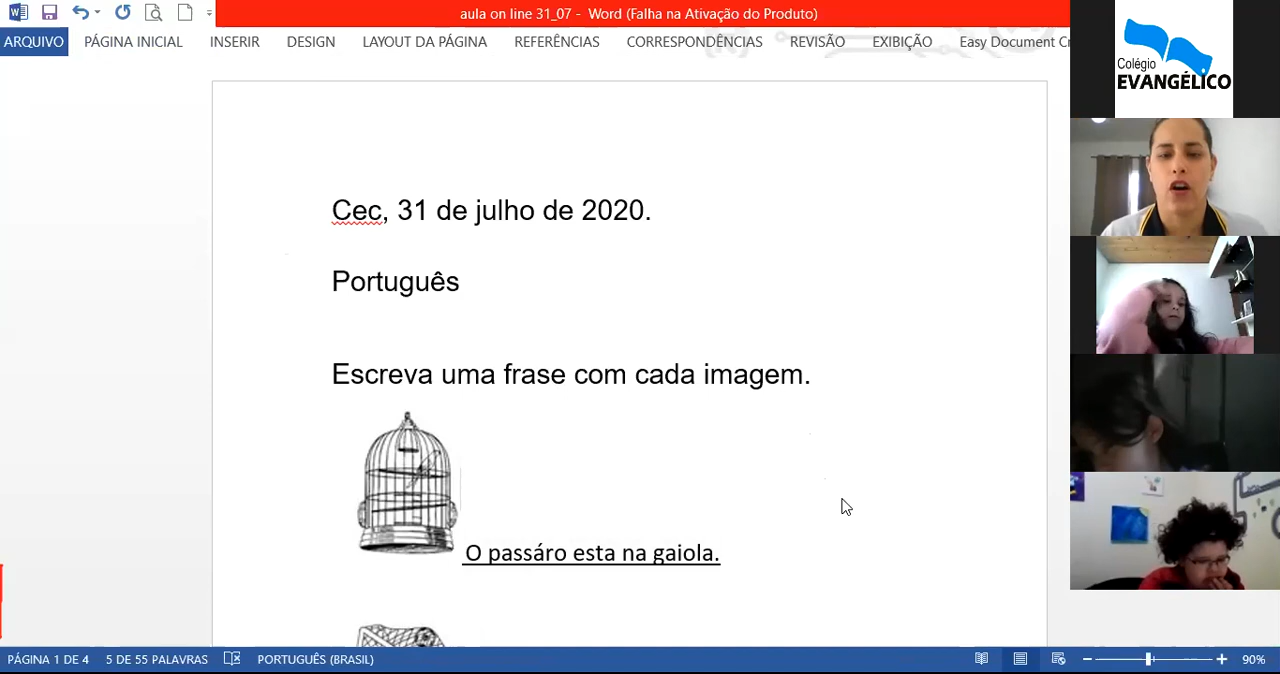 aula on line 31_07 - Word (Falha na Ativação do Produto)
ARQUIVO PÁGINA INICIAL INSERIR DESIGN LAYOUT DA PÁGINA REFERÊNCIAS CORRESPONDÊNCIAS REVISÃO EXIBIÇÃO Easy Document Cr
Colégio
EVANGÉLICO
Cec, 31 de julho de 2020.
Português
Escreva uma frase com cada imagem.
O passáro esta na gaiola.
PÁGINA 1 DE 4 5 DE 55 PALAVRAS PORTUGUÊS (BRASIL) 90%